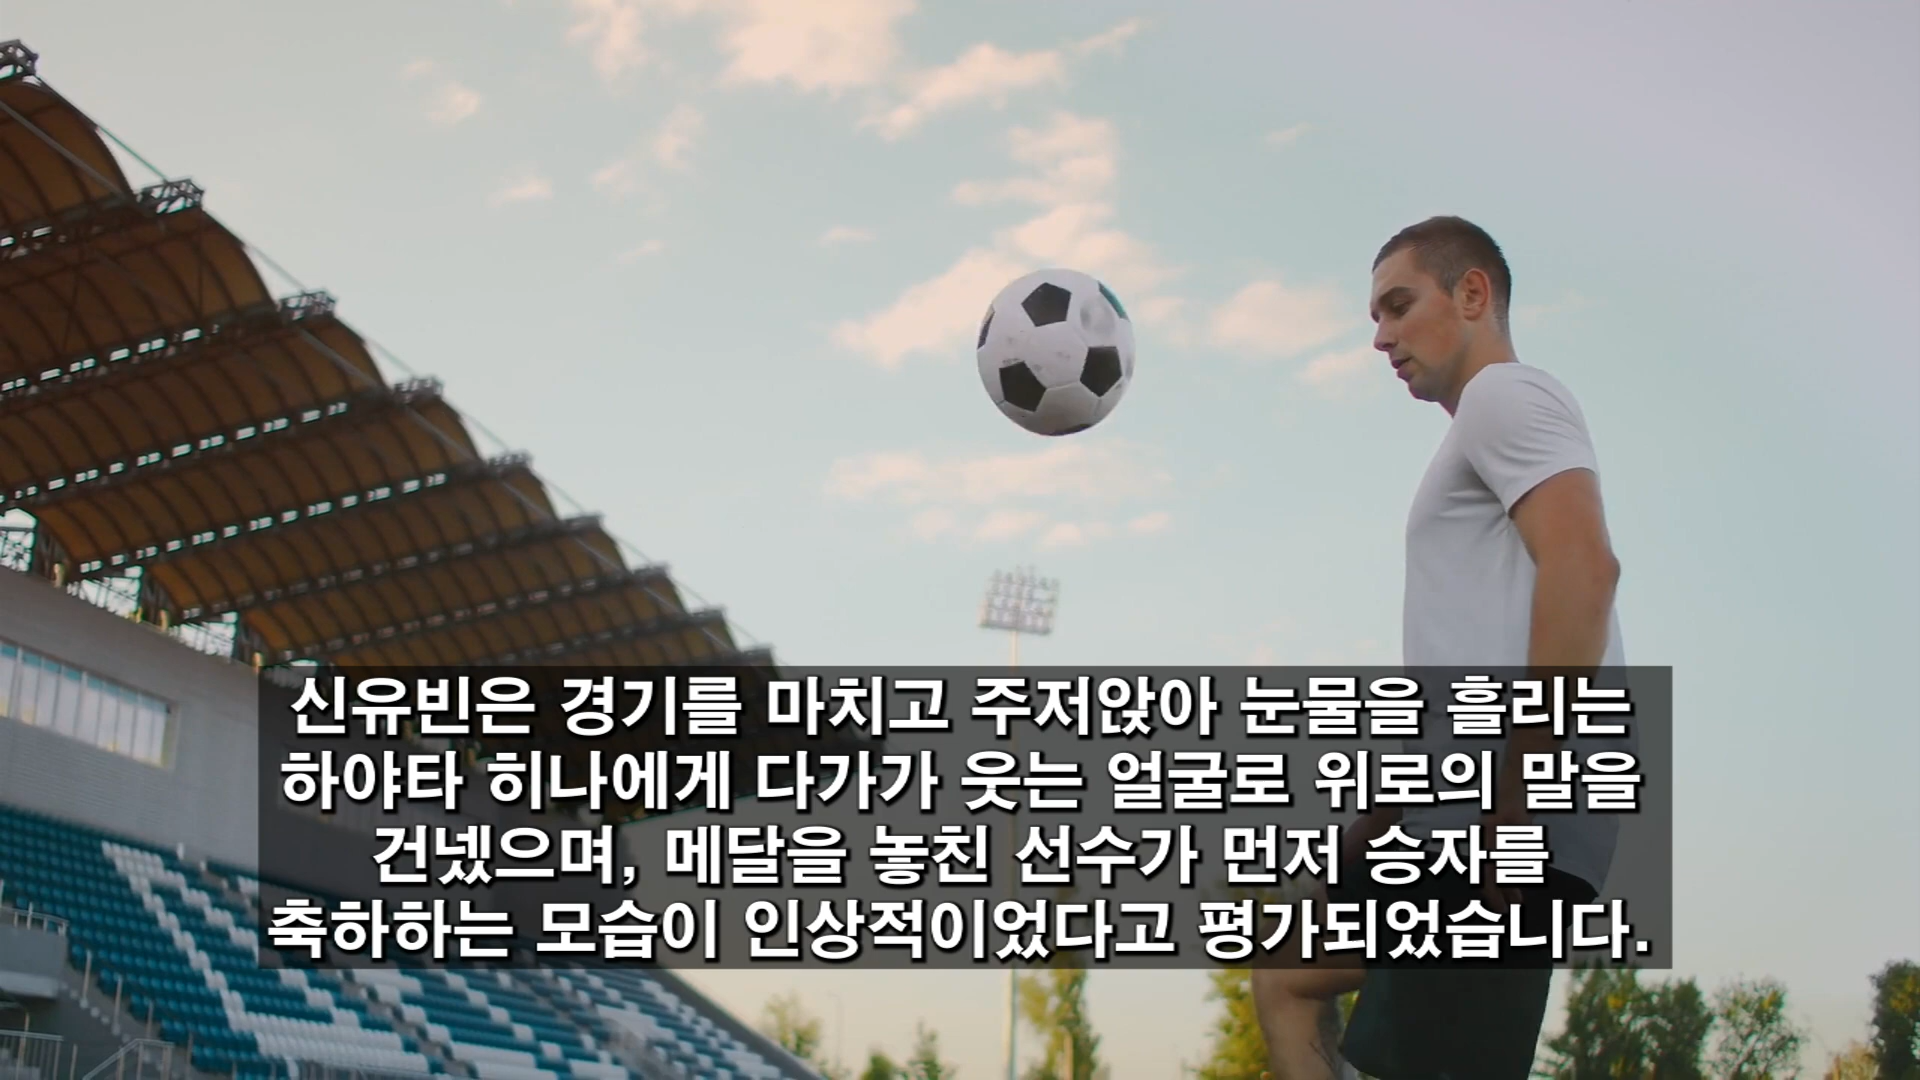 신유빈은 경기를 마치고 주저앉아 눈물을 흘리는
하야타 히나에게 다가가 웃는 얼굴로 위로의 말을
건넸으며, 메달을 놓친 선수가 먼저 승자를
축하하는 모습이 인상적이었다고 평가되었습니다.